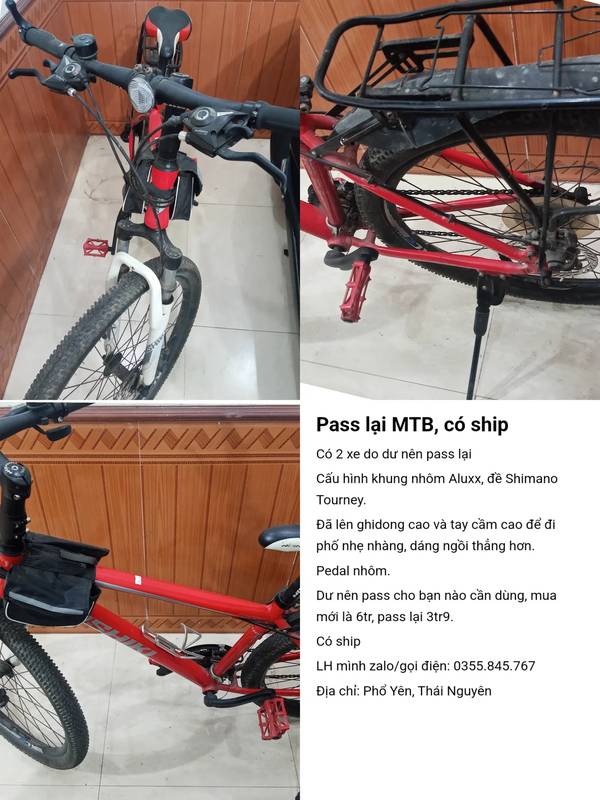 Pass lại MTB, có ship
Có 2 xe do dư nên pass lại
Cấu hình khung nhôm Aluxx, đề Shimano
Tourney.
Đã lên ghidong cao và tay cầm cao để đi
phố nhẹ nhàng, dáng ngồi thẳng hơn.
Pedal nhôm.
Dư nên pass cho bạn nào cần dùng, mua
mới là 6tr, pass lại 3tr9.
Có ship
LH mình zalo/gọi điện: 0355.845.767
Địa chỉ: Phổ Yên, Thái Nguyên